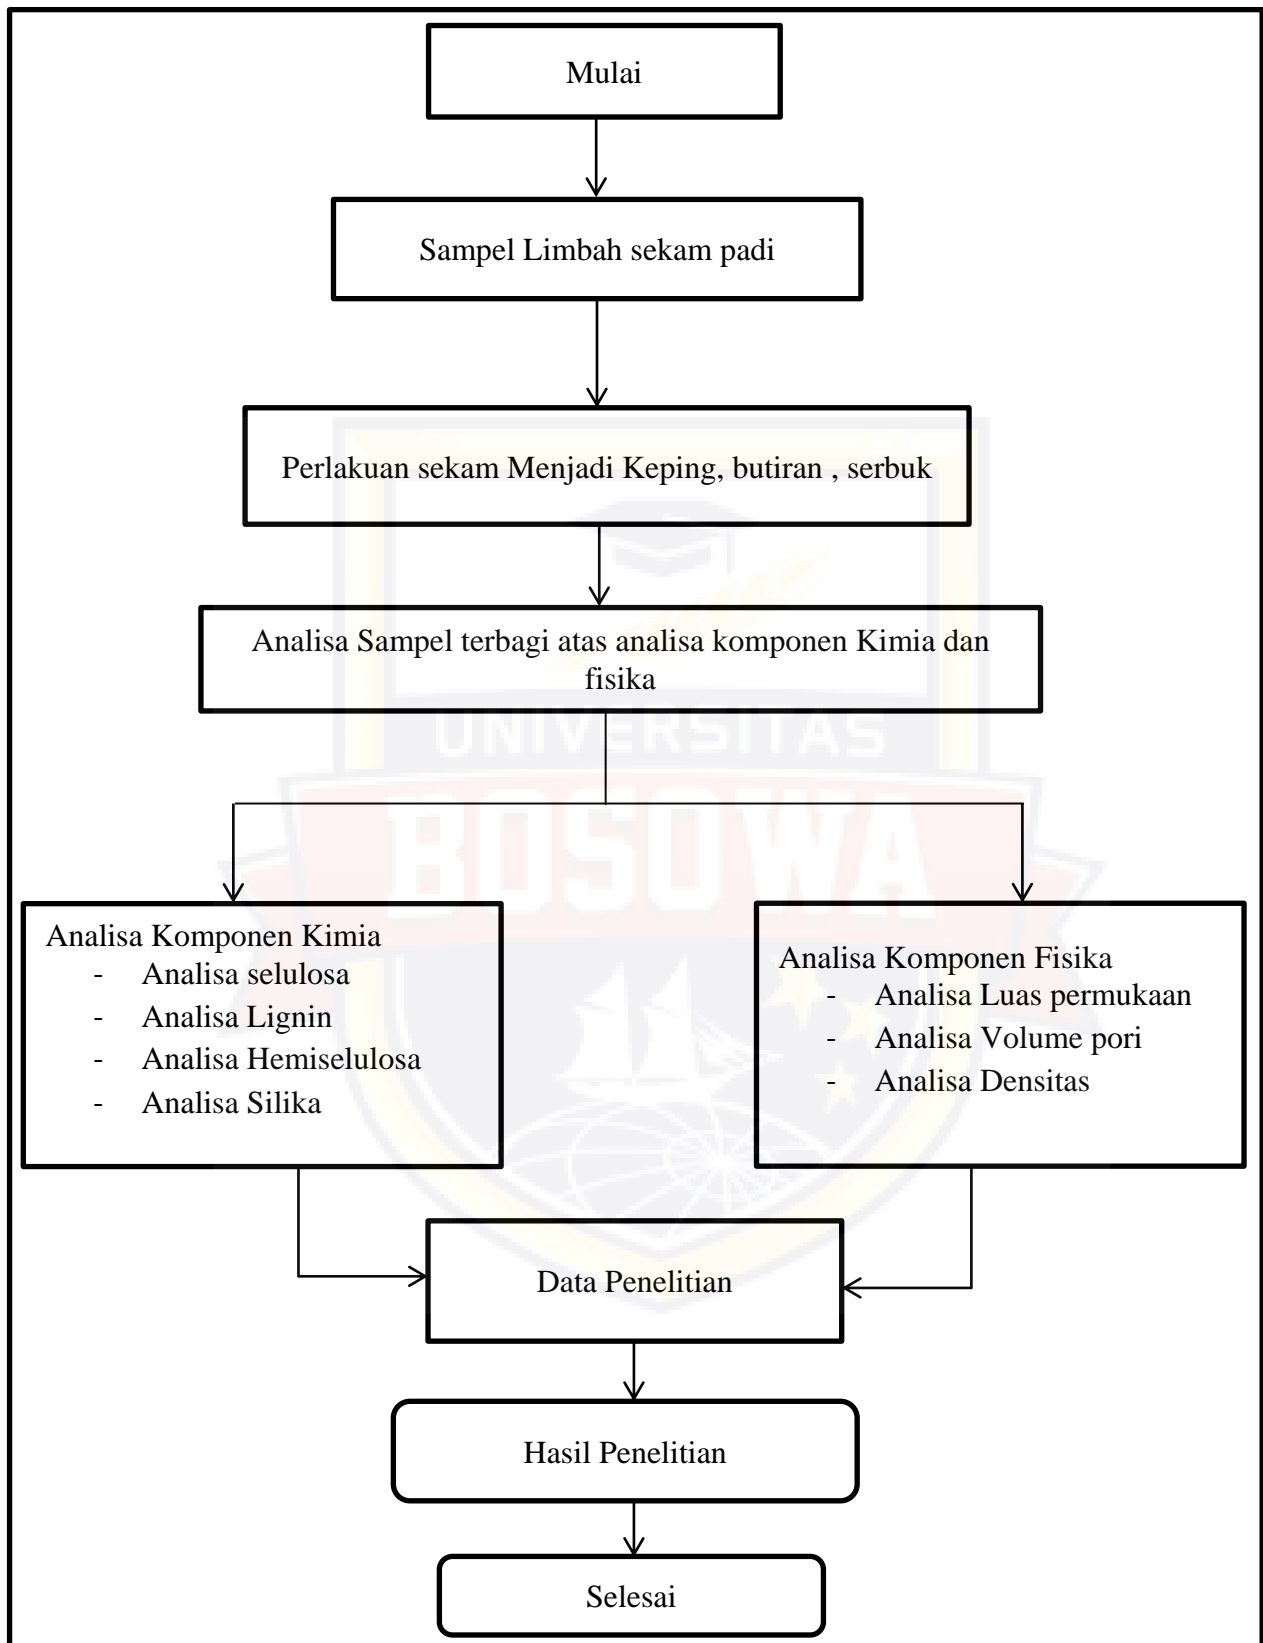 Mulai
Sampel Limbah sekam padi
Perlakuan sekam Menjadi Keping, butiran , serbuk
Analisa Sampel terbagi atas analisa komponen Kimia dan
fisika
UNIVERSITAS
BOSOWA
Analisa Komponen Kimia
- Analisa selulosa
- Analisa Lignin
- Analisa Hemiselulosa
- Analisa Silika
Analisa Komponen Fisika
- Analisa Luas permukaan
- Analisa Volume pori
- Analisa Densitas
Data Penelitian
Hasil Penelitian
Selesai